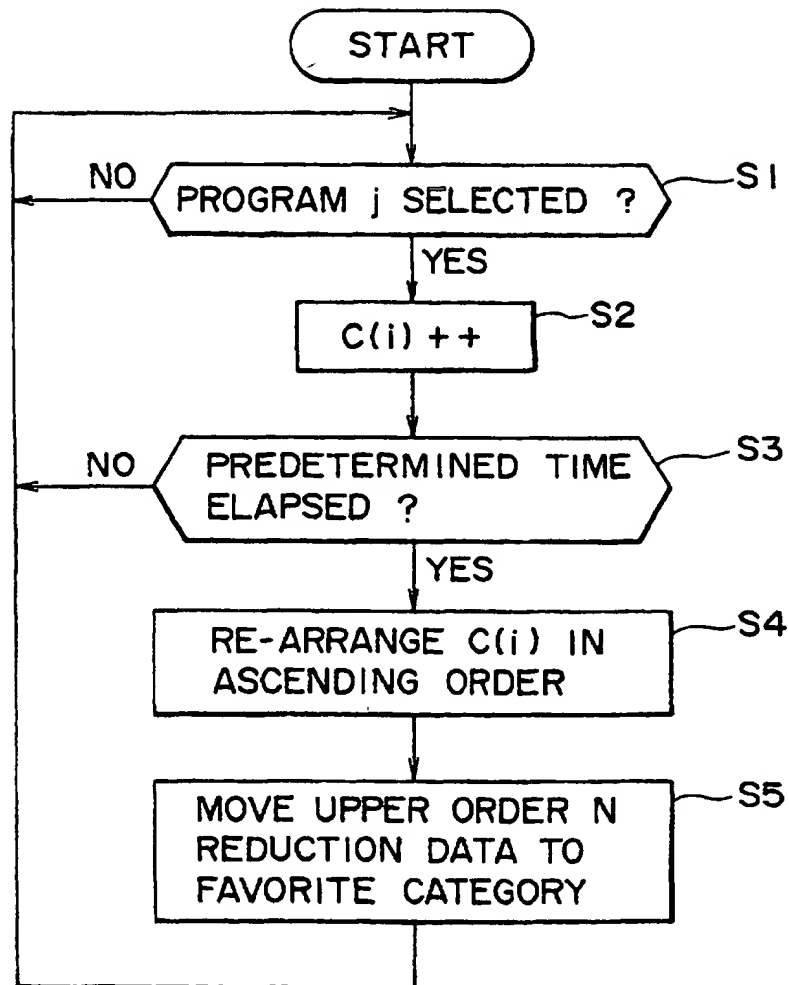 START
NO
PROGRAM j SELECTED ?
S1
YES
C(i) + +
S2
NO
PREDETERMINED TIME
ELAPSED ?
S3
YES
RE-ARRANGE C(i) IN
ASCENDING ORDER
S4
MOVE UPPER ORDER N
REDUCTION DATA TO
FAVORITE CATEGORY
S5